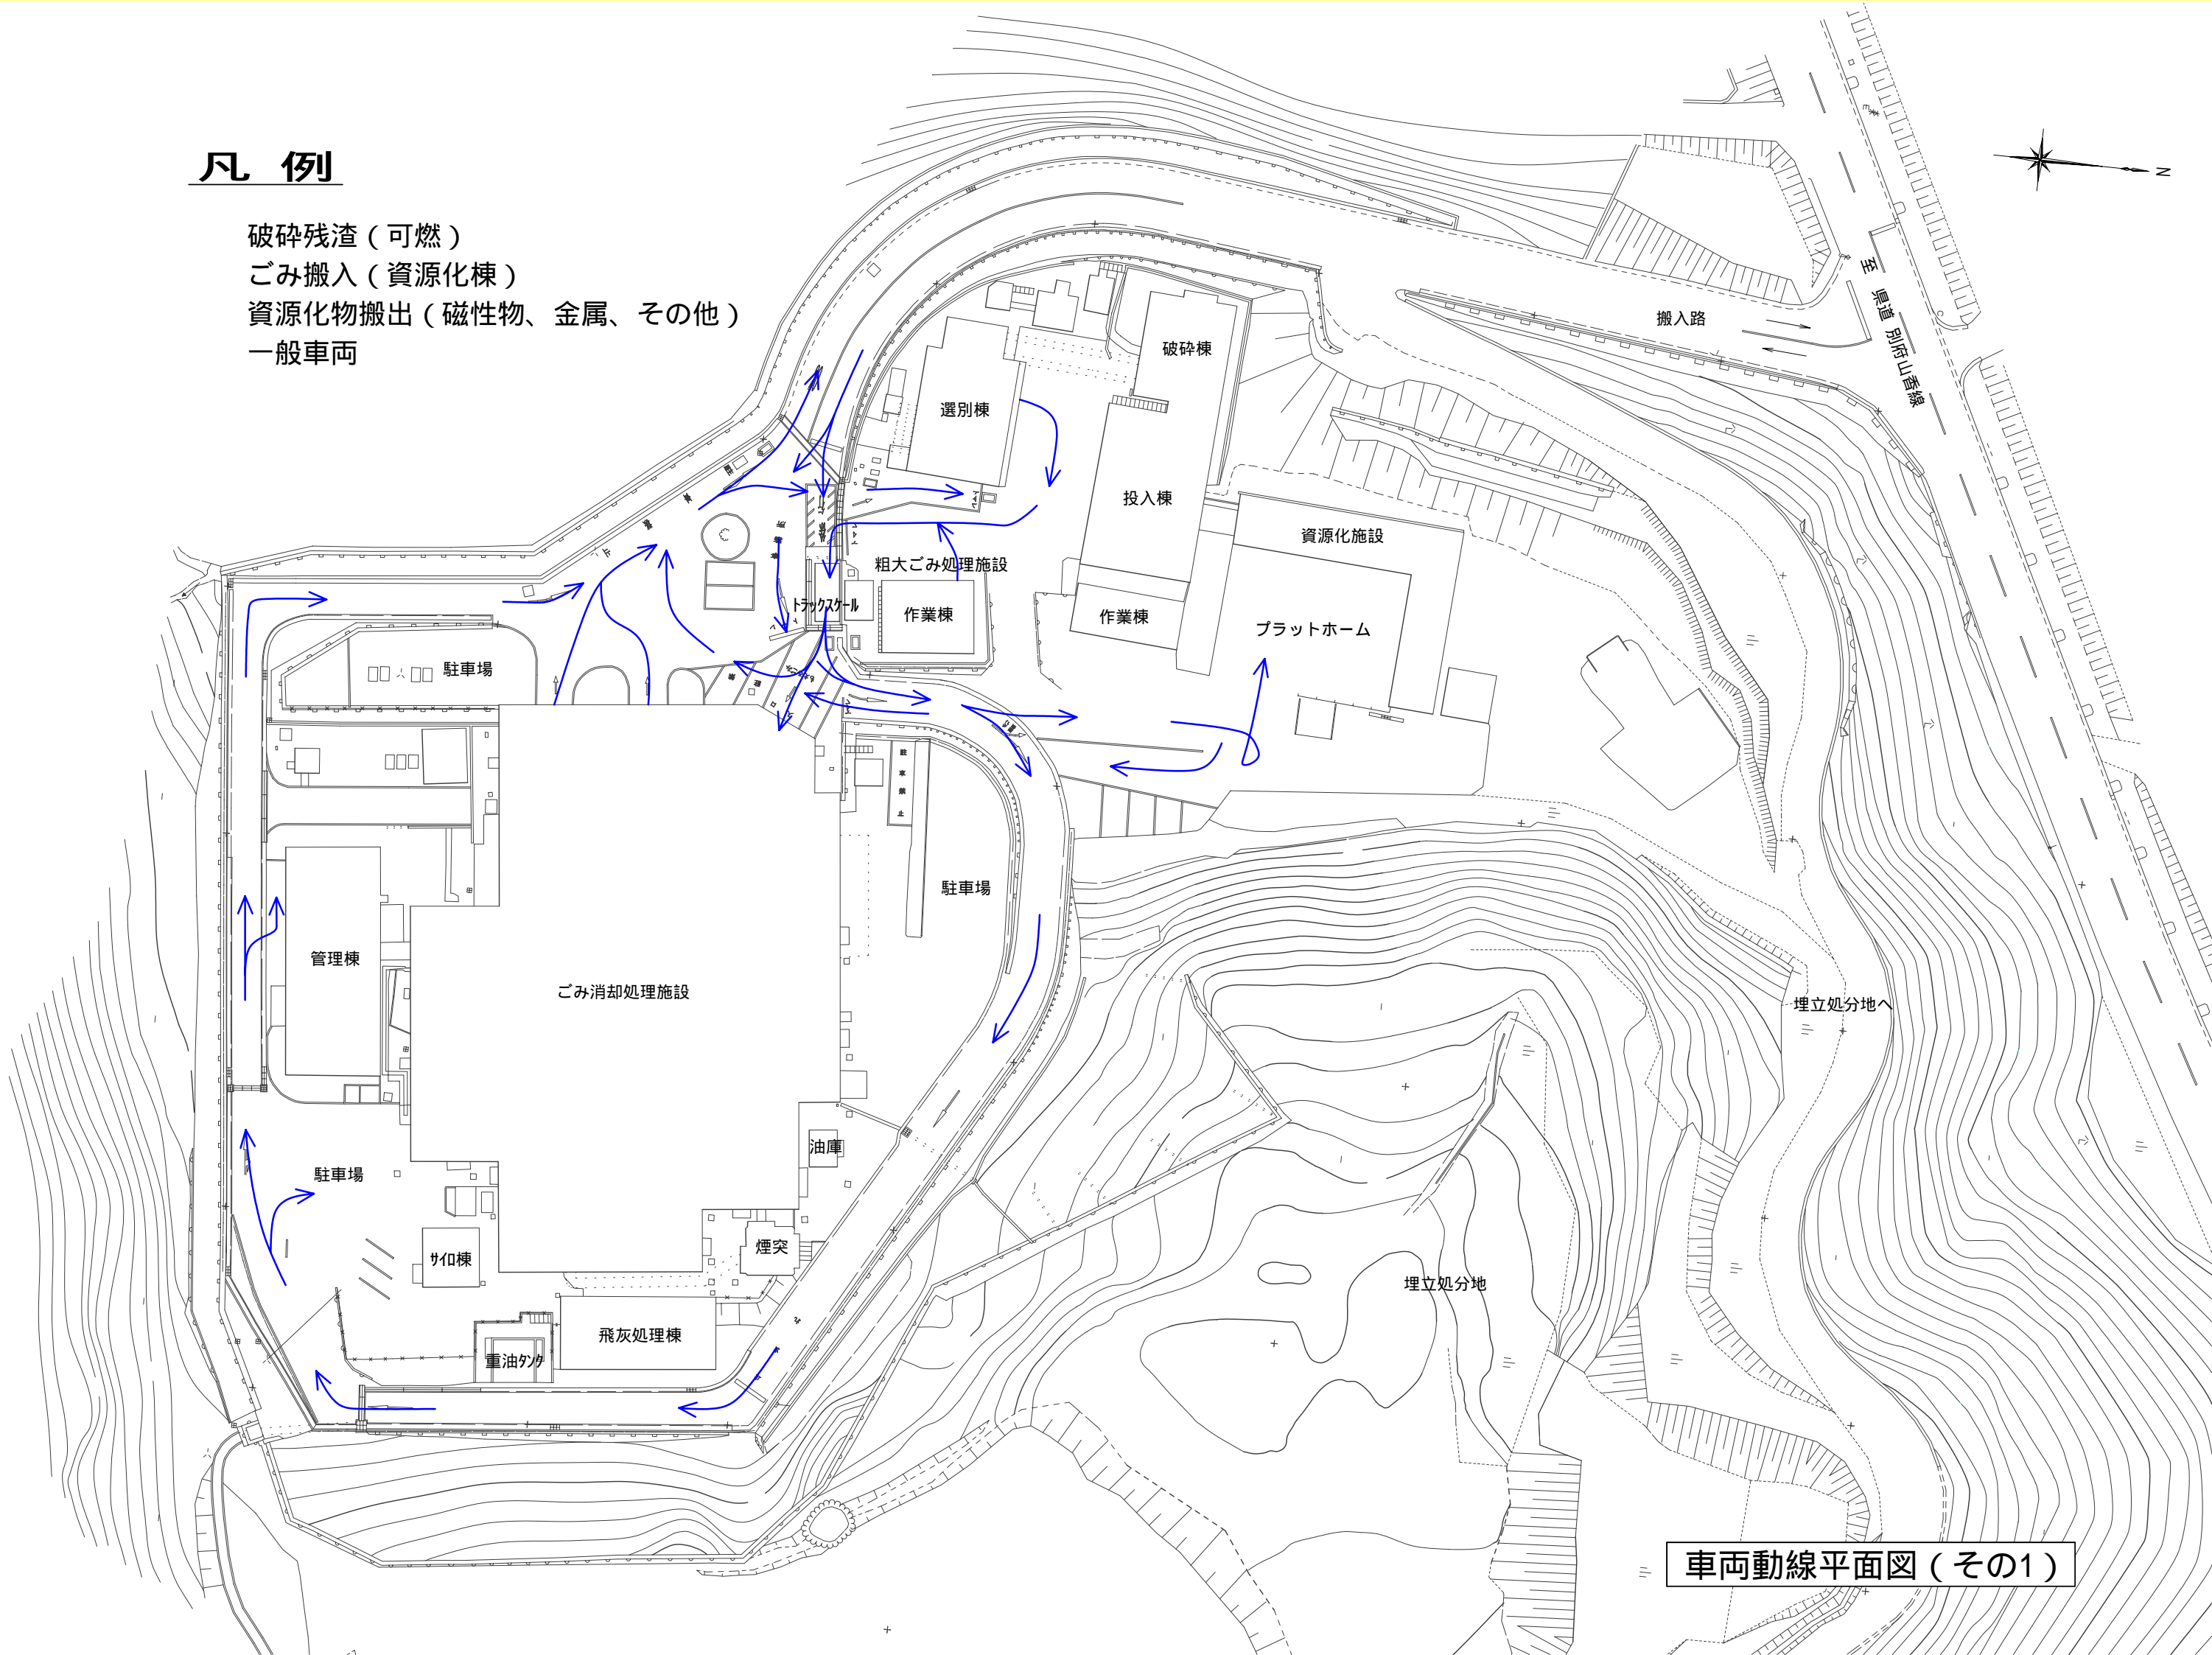 凡 例
破砕残渣(可燃)
ごみ搬入(資源化棟)
資源化物搬出(磁性物、金属、その他)
一般車両
N
至 県道 別府山香線
搬入路
破砕棟
選別棟
投入棟
資源化施設
粗大ごみ処理施設
トラックスケール
作業棟
作業棟
プラットホーム
駐車場
駐車禁止
駐車場
管理棟
ごみ消却処理施設
埋立処分地へ
油庫
駐車場
サイロ棟
煙突
埋立処分地
飛灰処理棟
重油タンク
車両動線平面図(その1)